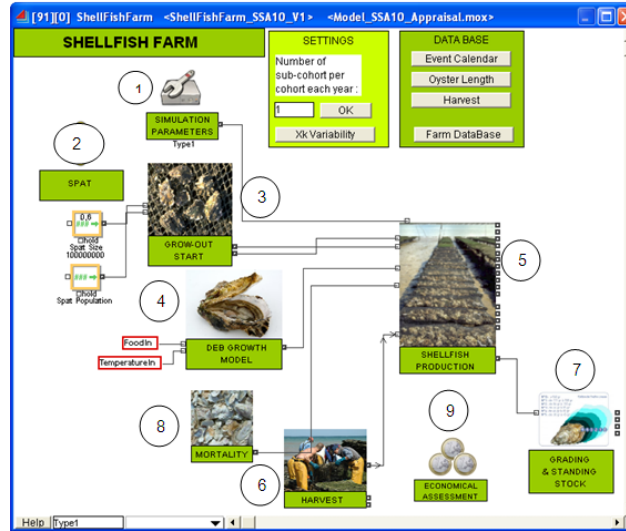 [91][0] ShellFishFarm <ShellFishFarm_SSA10_V1> <Model_SSA10_Appraisal.mox>
SHELLFISH FARM
SETTINGS
Number of
sub-cohort per
cohort each year :
1
OK
Xk Variability
DATA BASE
Event Calendar
Oyster Length
Harvest
Farm DataBase
1
SIMULATION
PARAMETERS
Type1
2
SPAT
0,6
hold
Spat Size
100000000
hold
Spat Population
3
GROW-OUT
START
4
DEB GROWTH
MODEL
FoodIn
TemperatureIn
5
SHELLFISH
PRODUCTION
8
MORTALITY
6
HARVEST
9
ECONOMICAL
ASSESSMENT
7
GRADING
& STANDING
STOCK
Help
Type1